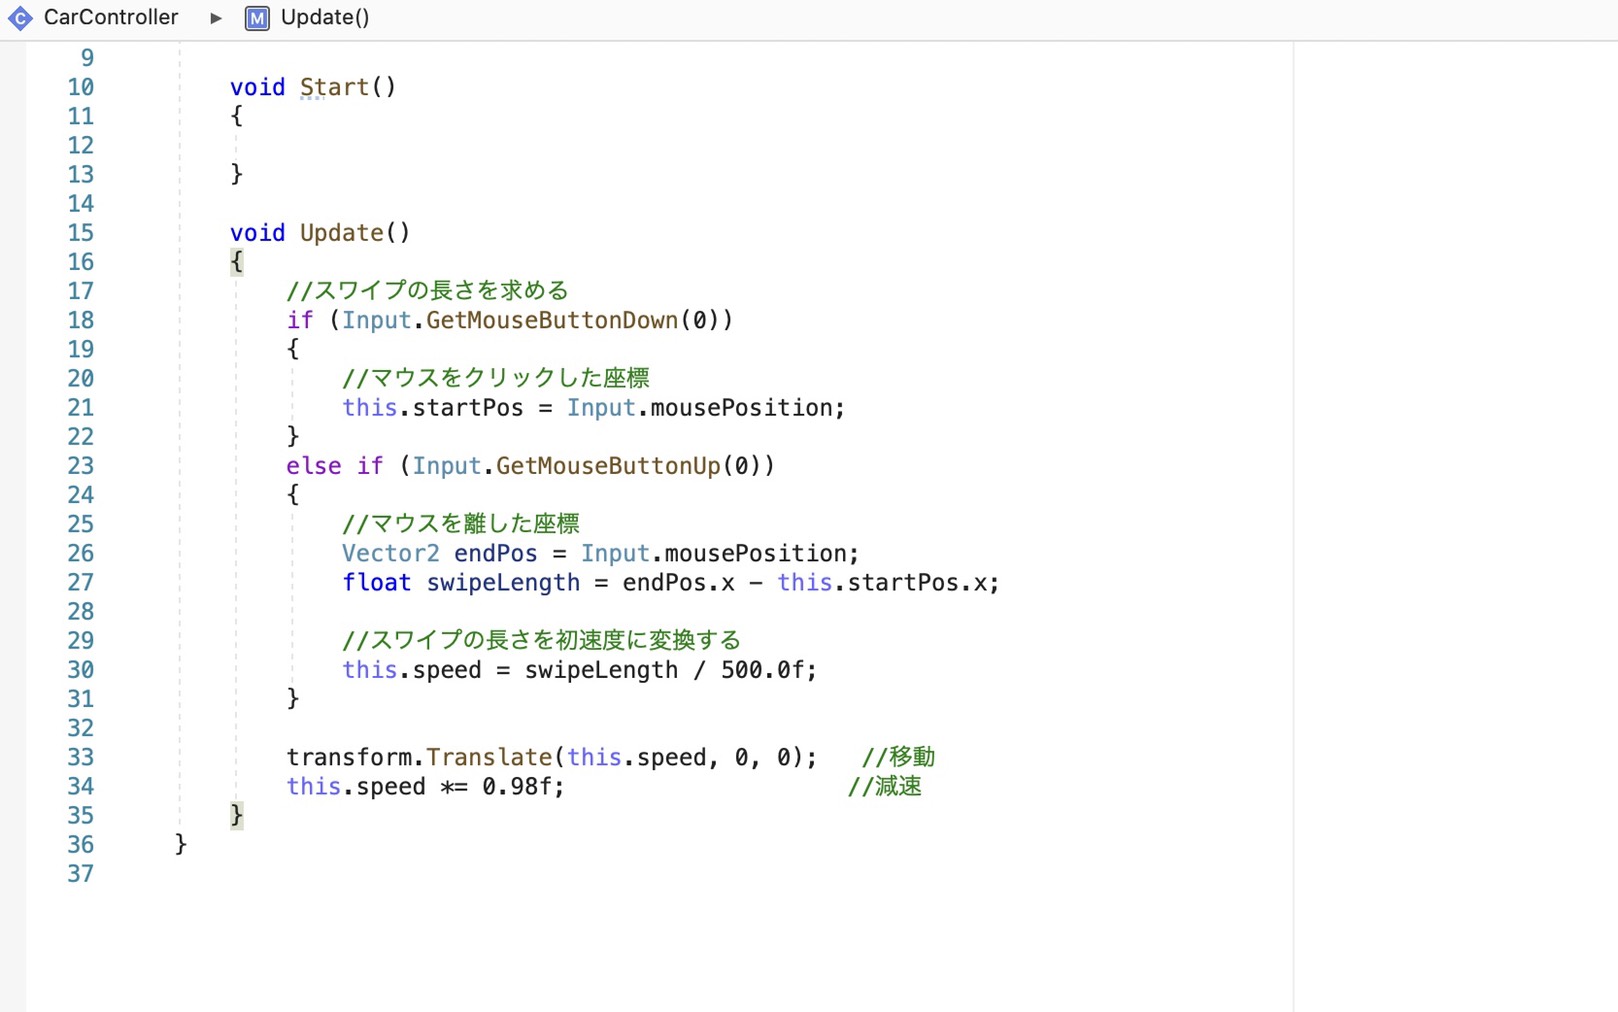 CarController ▶ M Update()
9
10 void Start()
11 {
12
13 }
14
15 void Update()
16 {
17 //スワイプの長さを求める
18 if (Input.GetMouseButtonDown(0))
19 {
20 //マウスをクリックした座標
21 this.startPos = Input.mousePosition;
22 }
23 else if (Input.GetMouseButtonUp(0))
24 {
25 //マウスを離した座標
26 Vector2 endPos = Input.mousePosition;
27 float swipeLength = endPos.x - this.startPos.x;
28
29 //スワイプの長さを初速度に変換する
30 this.speed = swipeLength / 500.0f;
31 }
32
33 transform.Translate(this.speed, 0, 0); //移動
34 this.speed *= 0.98f; //減速
35 }
36 }
37